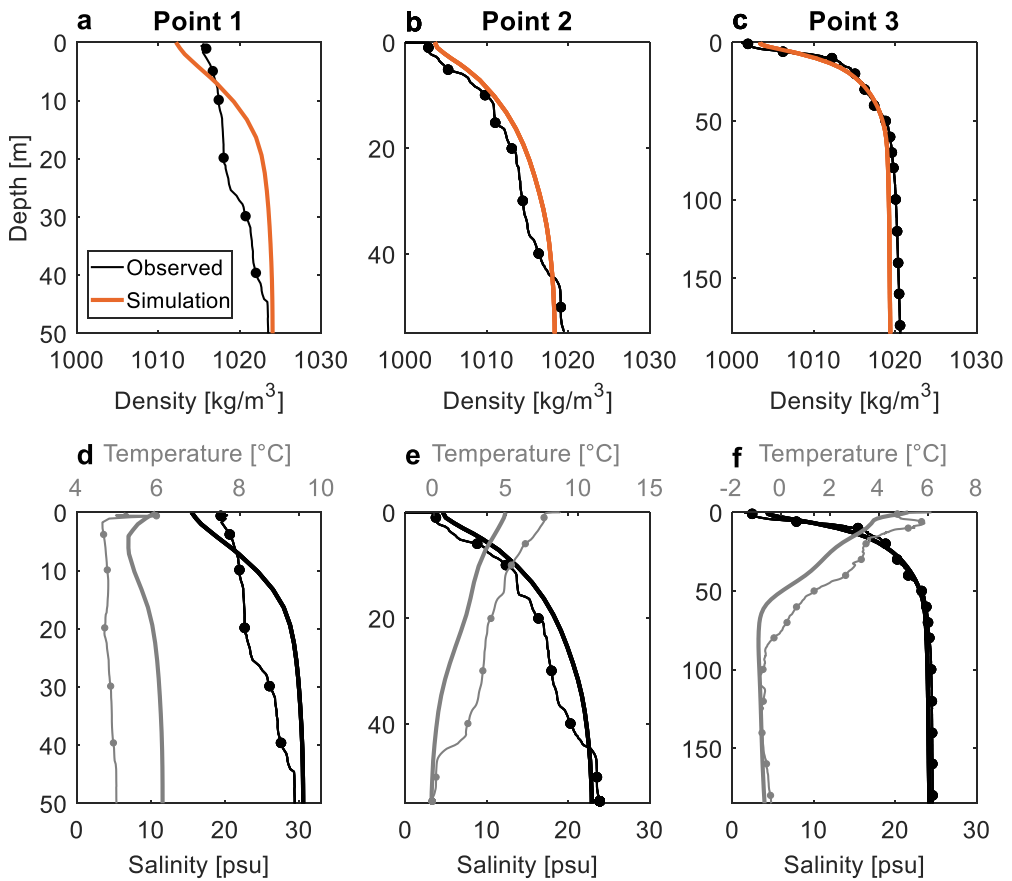 a Point 1
b Point 2
c Point 3
0
10
20
30
40
50
Depth [m]
Observed
Simulation
1000 1010 1020 1030
Density [kg/m³]
0
20
40
1000 1010 1020 1030
Density [kg/m³]
0
50
100
150
1000 1010 1020 1030
Density [kg/m³]
d Temperature [°C]
4 6 8 10
0
10
20
30
40
50
0 10 20 30
Salinity [psu]
e Temperature [°C]
0 5 10 15
0
20
40
0 10 20 30
Salinity [psu]
f Temperature [°C]
-2 0 2 4 6 8
0
50
100
150
0 10 20 30
Salinity [psu]